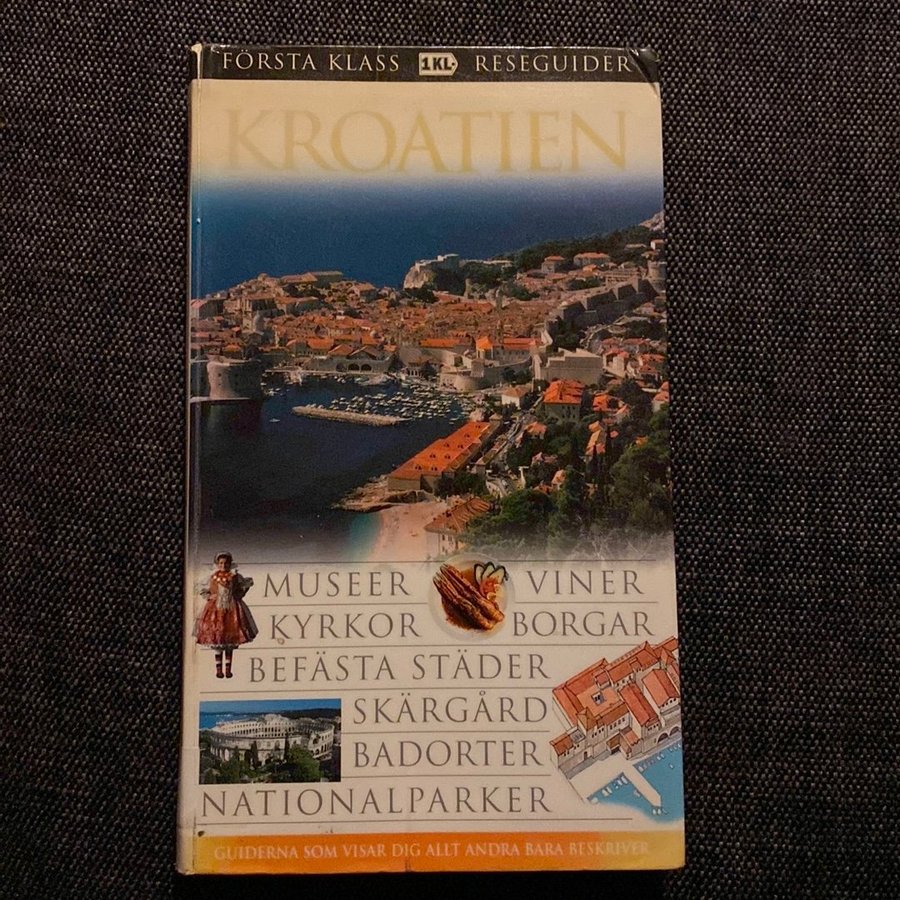 FÖRSTA KLASS 1KL RESEGUIDER
KROATIEN
MUSEER VINER
KYRKOR BORGAR
BEFÄSTA STÄDER
SKÄRGÅRD
BADORTER
NATIONALPARKER
GUIDERNA SOM VISAR DIG ALLT ANDRA BARA BESKRIVER